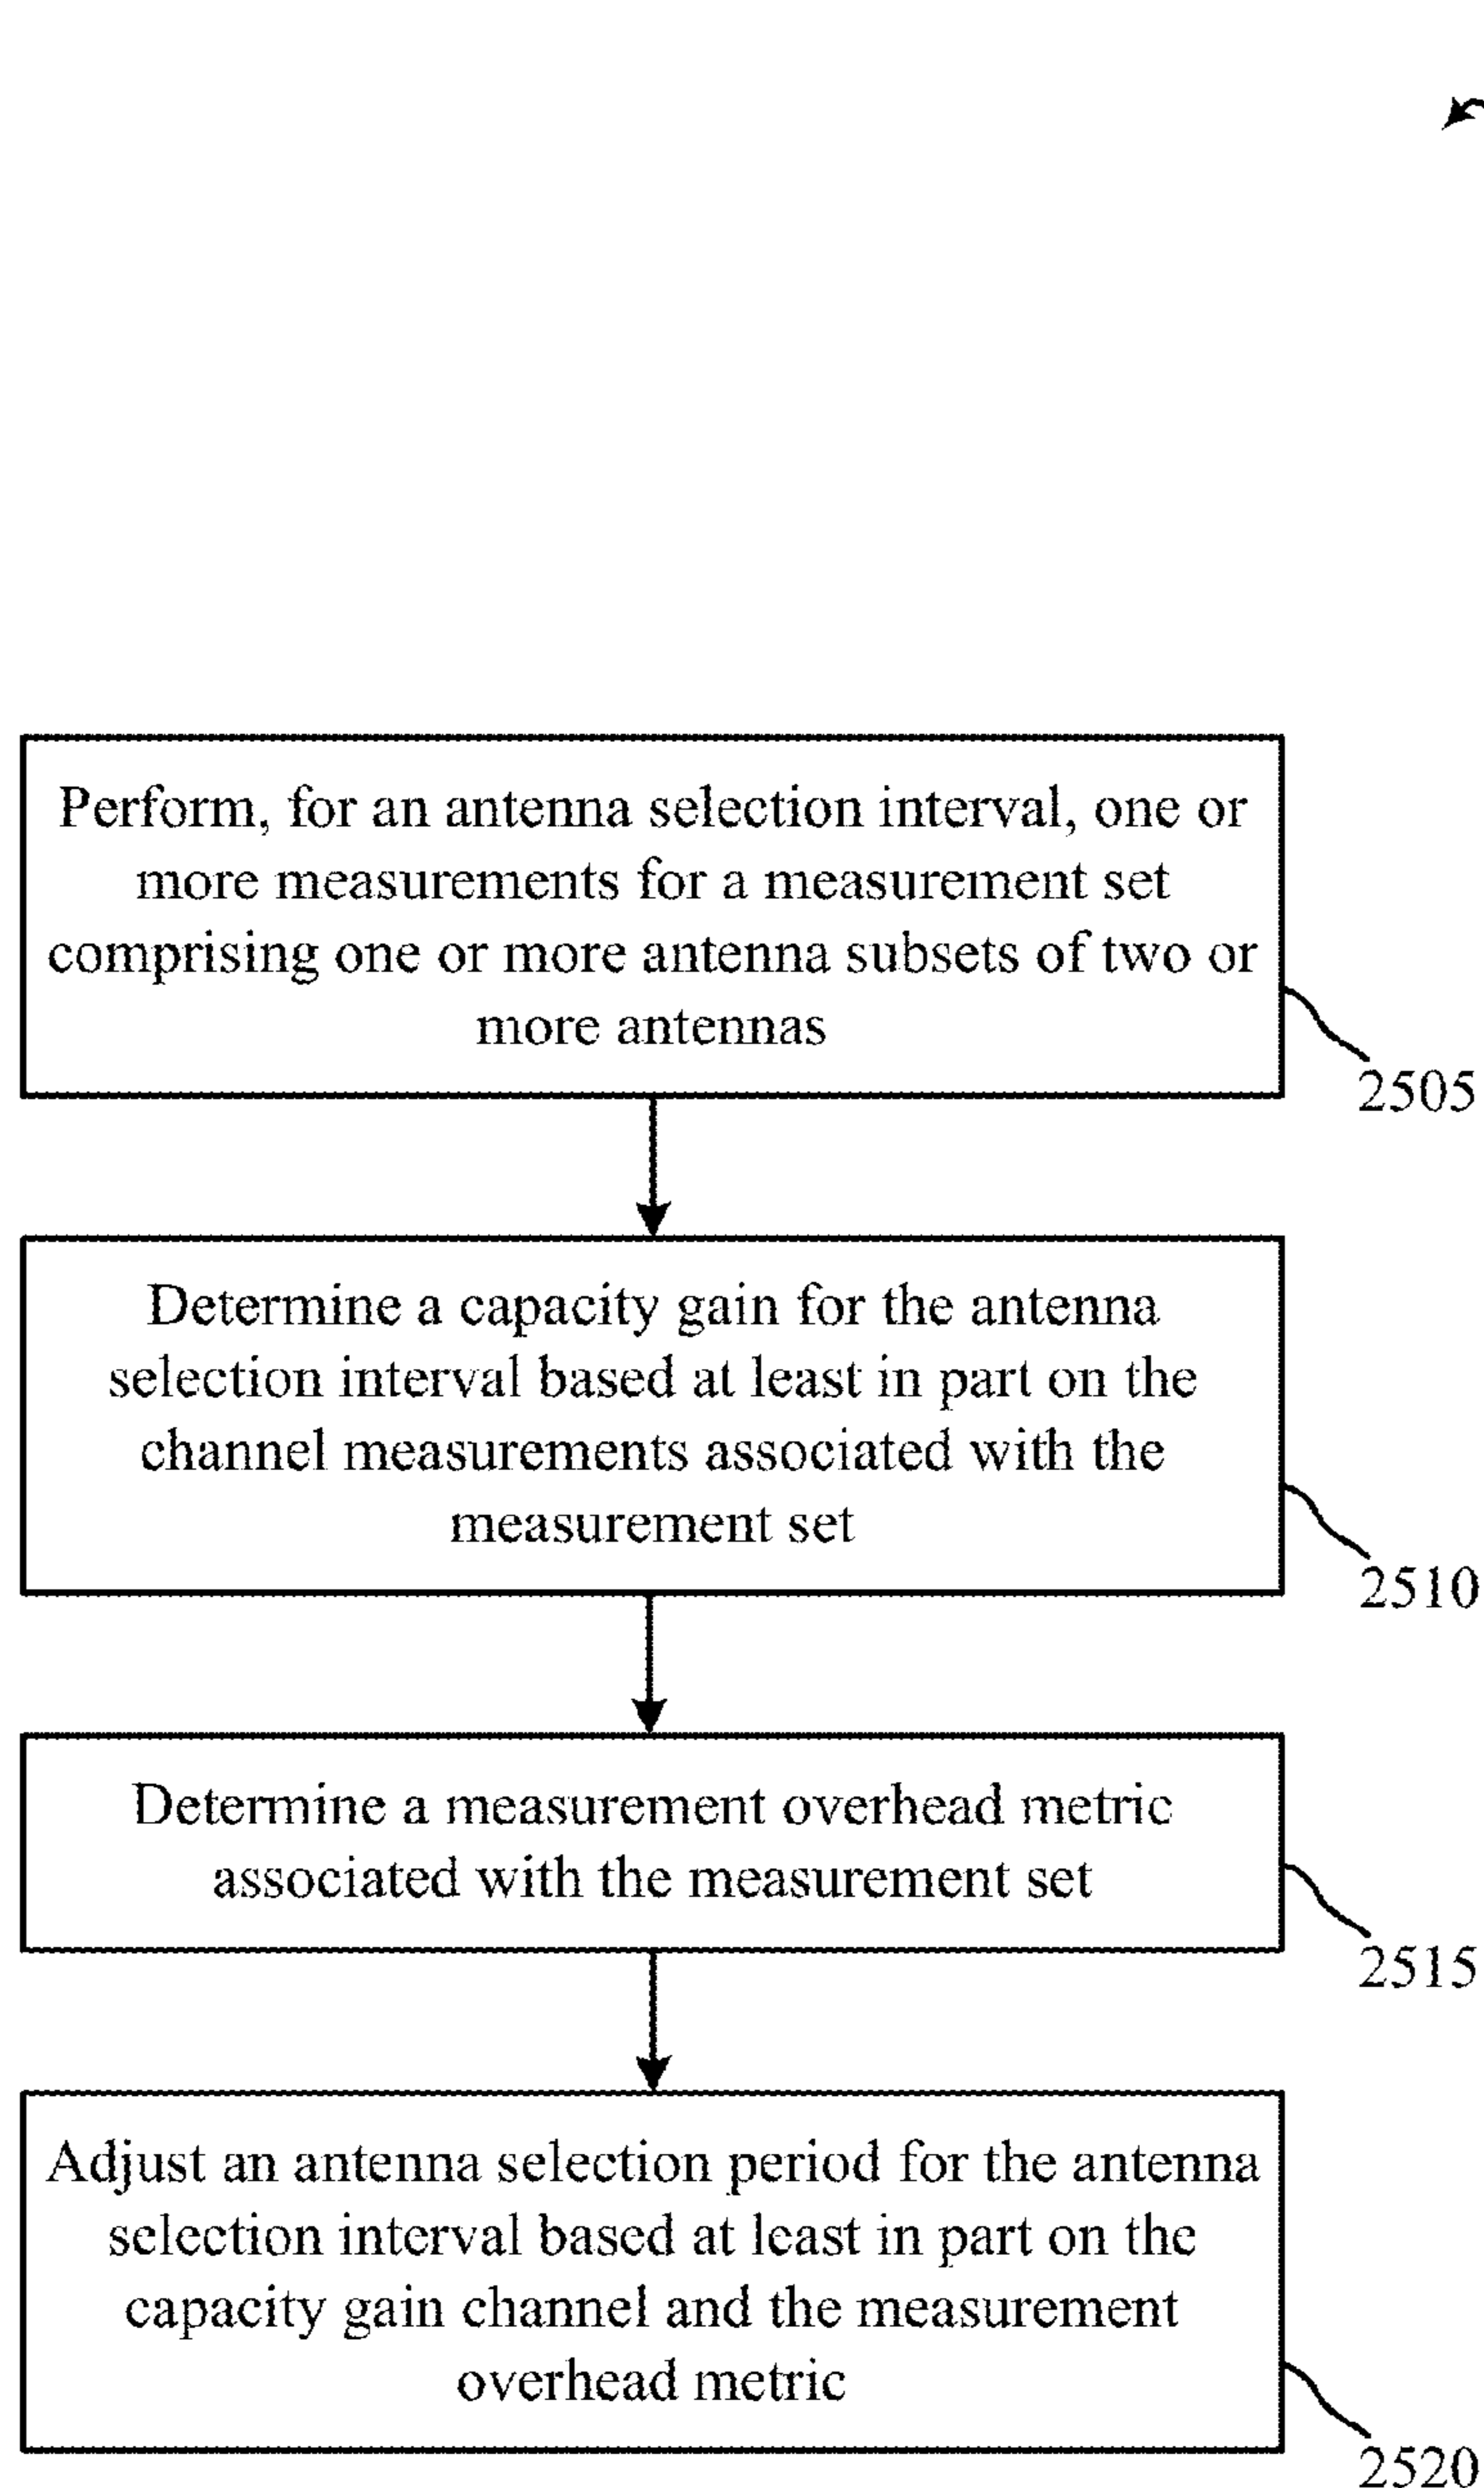 Perform, for an antenna selection interval, one or
more measurements for a measurement set
comprising one or more antenna subsets of two or
more antennas
2505
Determine a capacity gain for the antenna
selection interval based at least in part on the
channel measurements associated with the
measurement set
2510
Determine a measurement overhead metric
associated with the measurement set
2515
Adjust an antenna selection period for the antenna
selection interval based at least in part on the
capacity gain channel and the measurement
overhead metric
2520